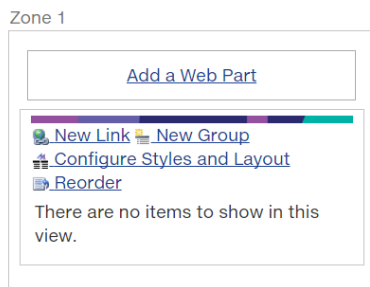 Zone 1
Add a Web Part
New Link New Group
Configure Styles and Layout
Reorder
There are no items to show in this
view.